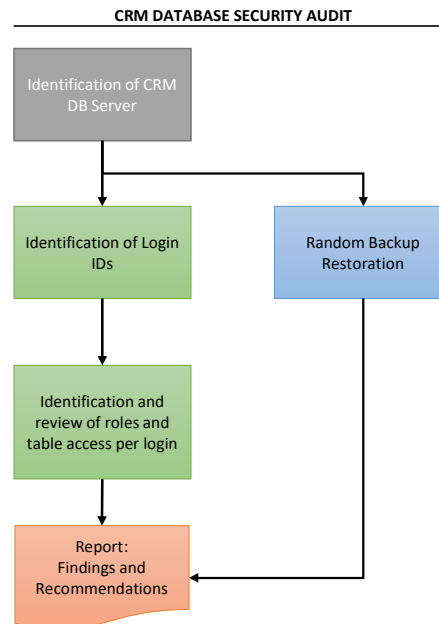 CRM DATABASE SECURITY AUDIT
Identification of CRM
DB Server
Identification of Login
IDs
Random Backup
Restoration
Identification and
review of roles and
table access per login
Report:
Findings and
Recommendations